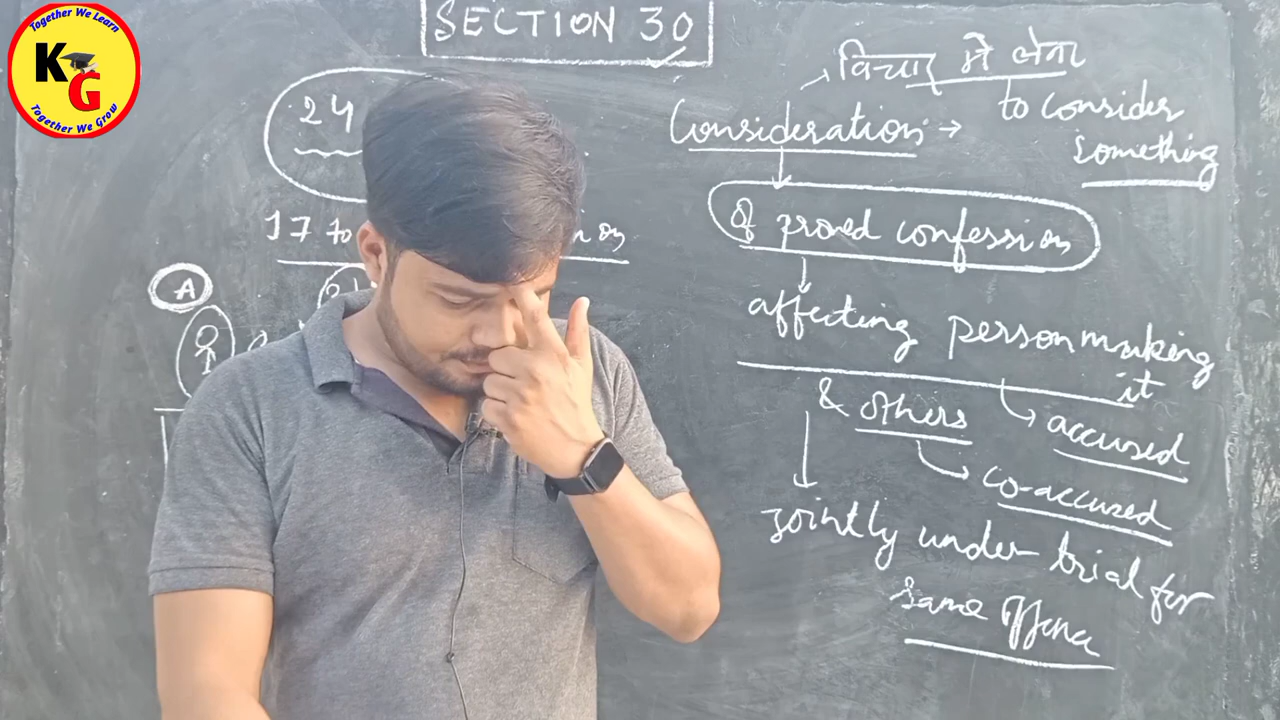 Together We Learn
KG
Together We Grow
SECTION 30
24
17 to
on
A
विचार में लेना
Consideration → to consider
something
of proved confession
affecting person making
it
& others
accused
co-accused
Jointly under trial for
same offence